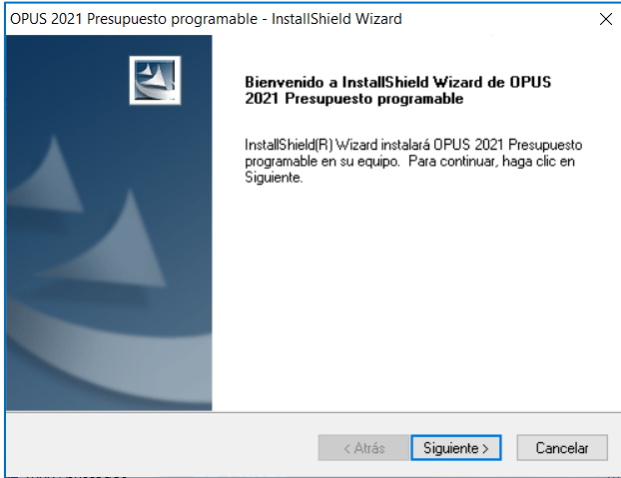 OPUS 2021 Presupuesto programable - InstallShield Wizard
Bienvenido a InstallShield Wizard de OPUS
2021 Presupuesto programable
InstallShield(R) Wizard instalará OPUS 2021 Presupuesto
programable en su equipo. Para continuar, haga clic en
Siguiente.
< Atrás Siguiente > Cancelar